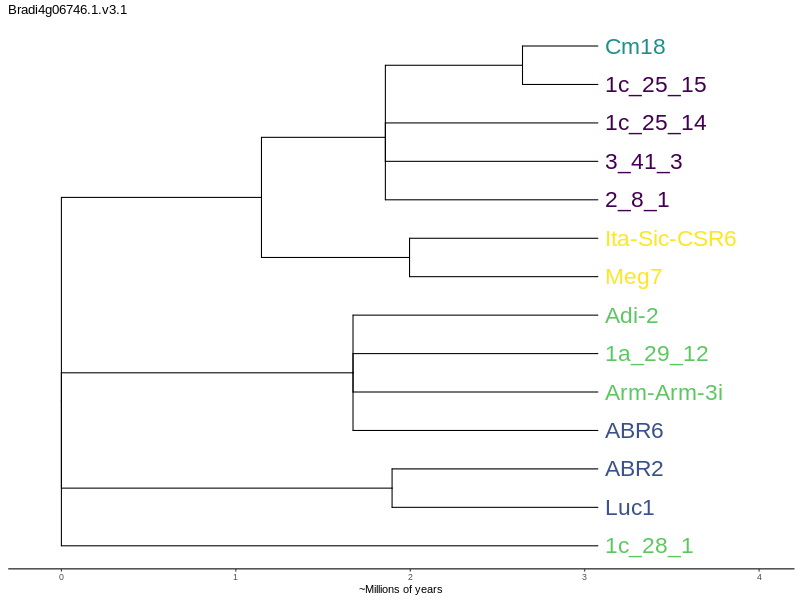 Bradi4g06746.1.v3.1
Cm18
1c_25_15
1c_25_14
3_41_3
2_8_1
Ita-Sic-CSR6
Meg7
Adi-2
1a_29_12
Arm-Arm-3i
ABR6
ABR2
Luc1
1c_28_1
0 1 2 3 4
~Millions of years